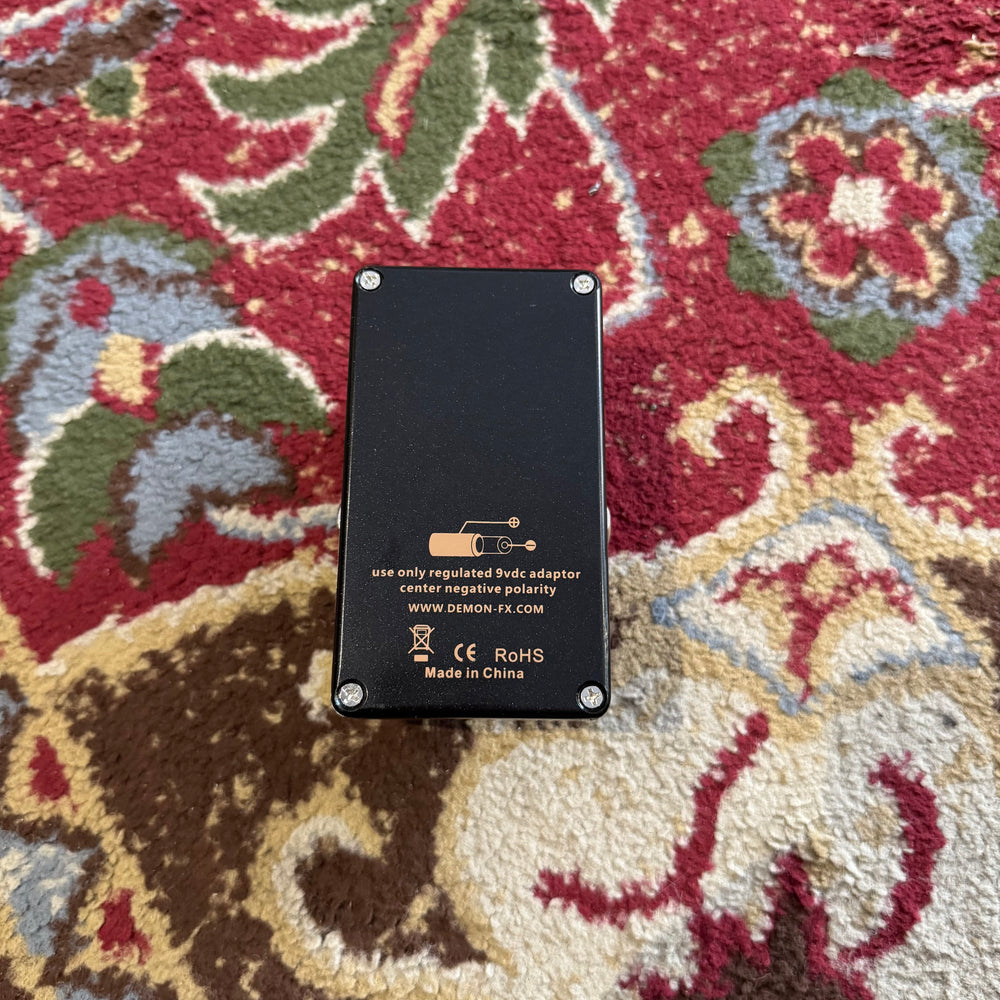 use only regulated 9vdc adaptor
center negative polarity
WWW.DEMON-FX.COM
CE RoHS
Made in China